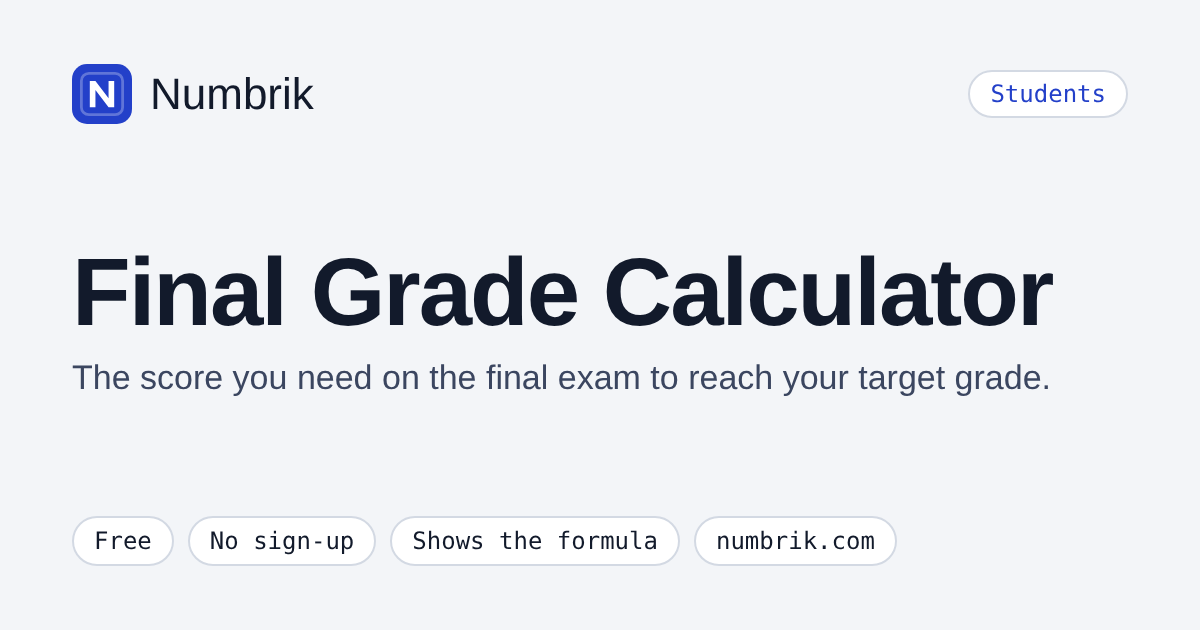 N Numbrik
Students
Final Grade Calculator
The score you need on the final exam to reach your target grade.
Free
No sign-up
Shows the formula
numbrik.com